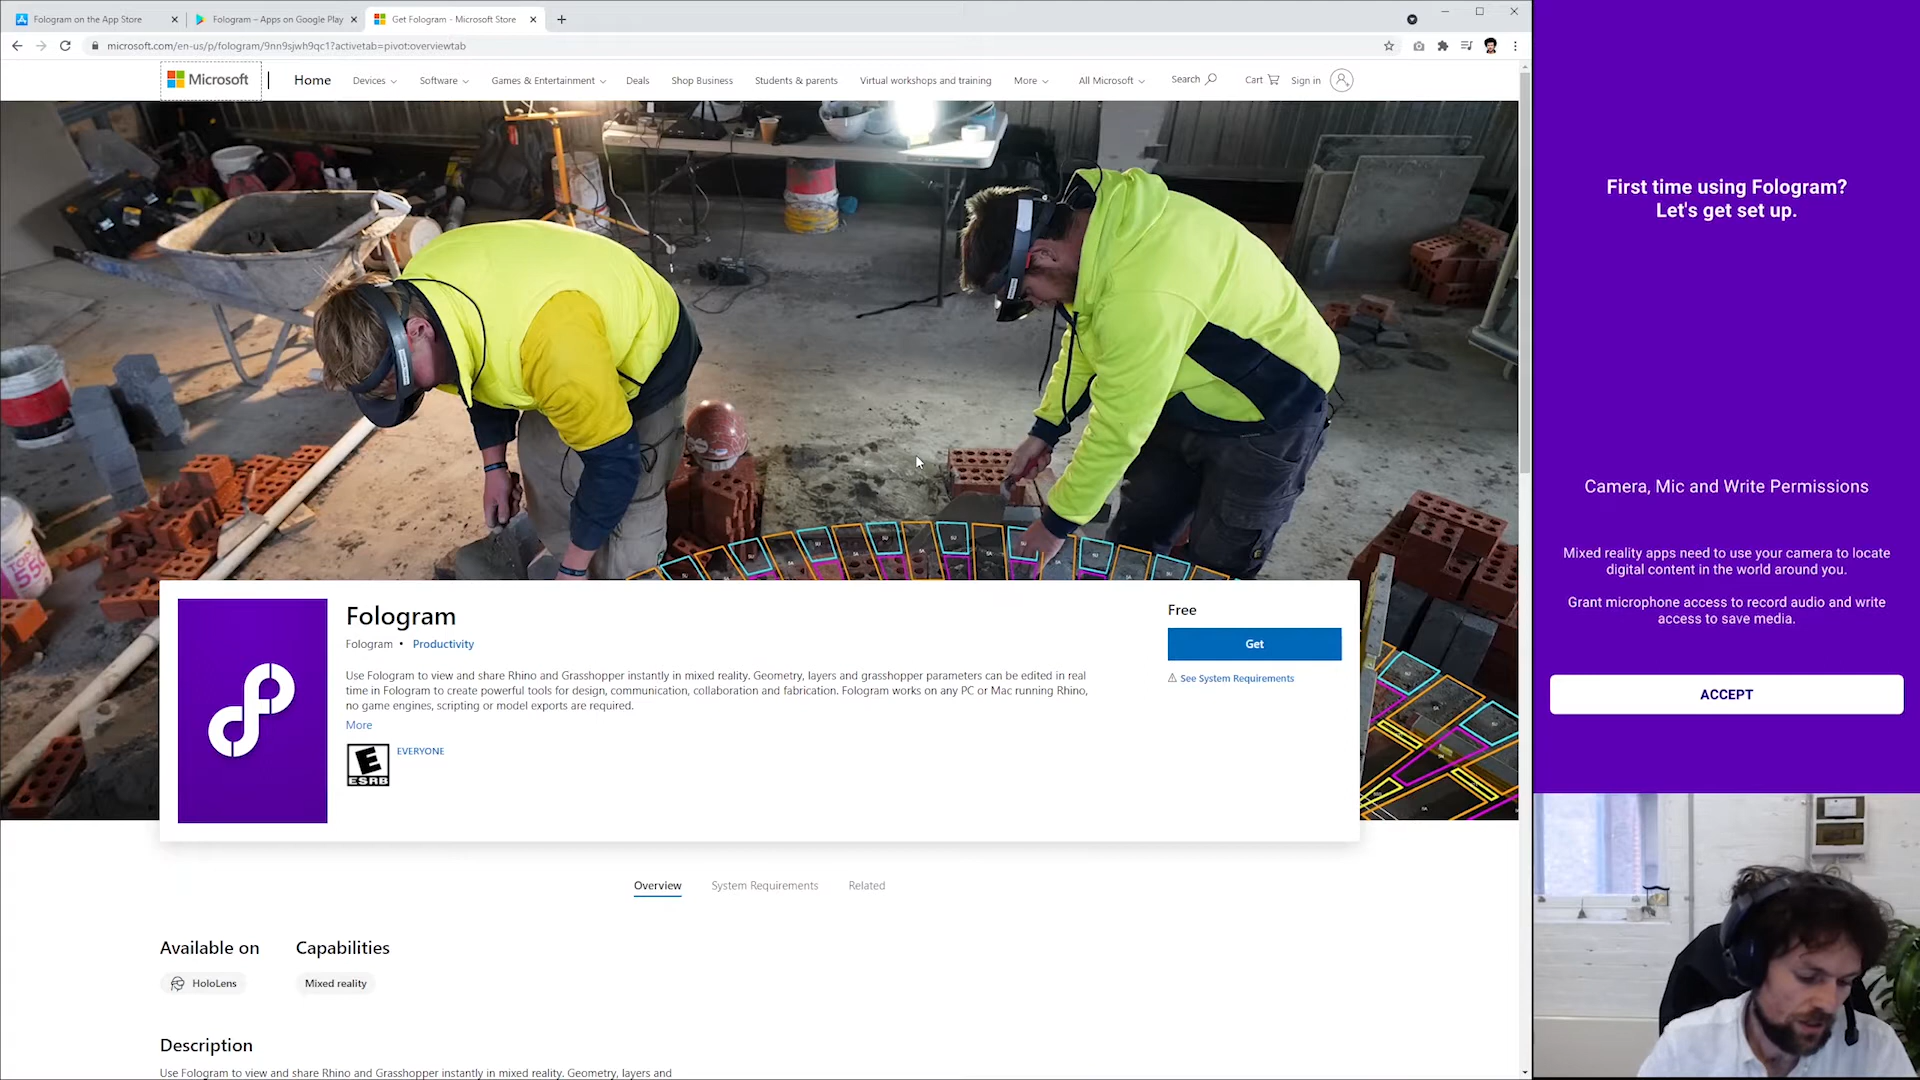 Fologram on the App Store
Fologram – Apps on Google Play
Get Fologram - Microsoft Store
microsoft.com/en-us/p/fologram/9nn9sjwh9qc1?activetab=pivot:overviewtab
Microsoft
Home
Devices
Software
Games & Entertainment
Deals
Shop Business
Students & parents
Virtual workshops and training
More
All Microsoft
Search
Cart
Sign in
Fologram
Fologram • Productivity
Use Fologram to view and share Rhino and Grasshopper instantly in mixed reality. Geometry, layers and grasshopper parameters can be edited in real
time in Fologram to create powerful tools for design, communication, collaboration and fabrication. Fologram works on any PC or Mac running Rhino,
no game engines, scripting or model exports are required.
More
E
ESRB
EVERYONE
Free
Get
See System Requirements
Overview
System Requirements
Related
Available on
Capabilities
HoloLens
Mixed reality
Description
Use Fologram to view and share Rhino and Grasshopper instantly in mixed reality. Geometry, layers and
First time using Fologram?
Let's get set up.
Camera, Mic and Write Permissions
Mixed reality apps need to use your camera to locate
digital content in the world around you.
Grant microphone access to record audio and write
access to save media.
ACCEPT